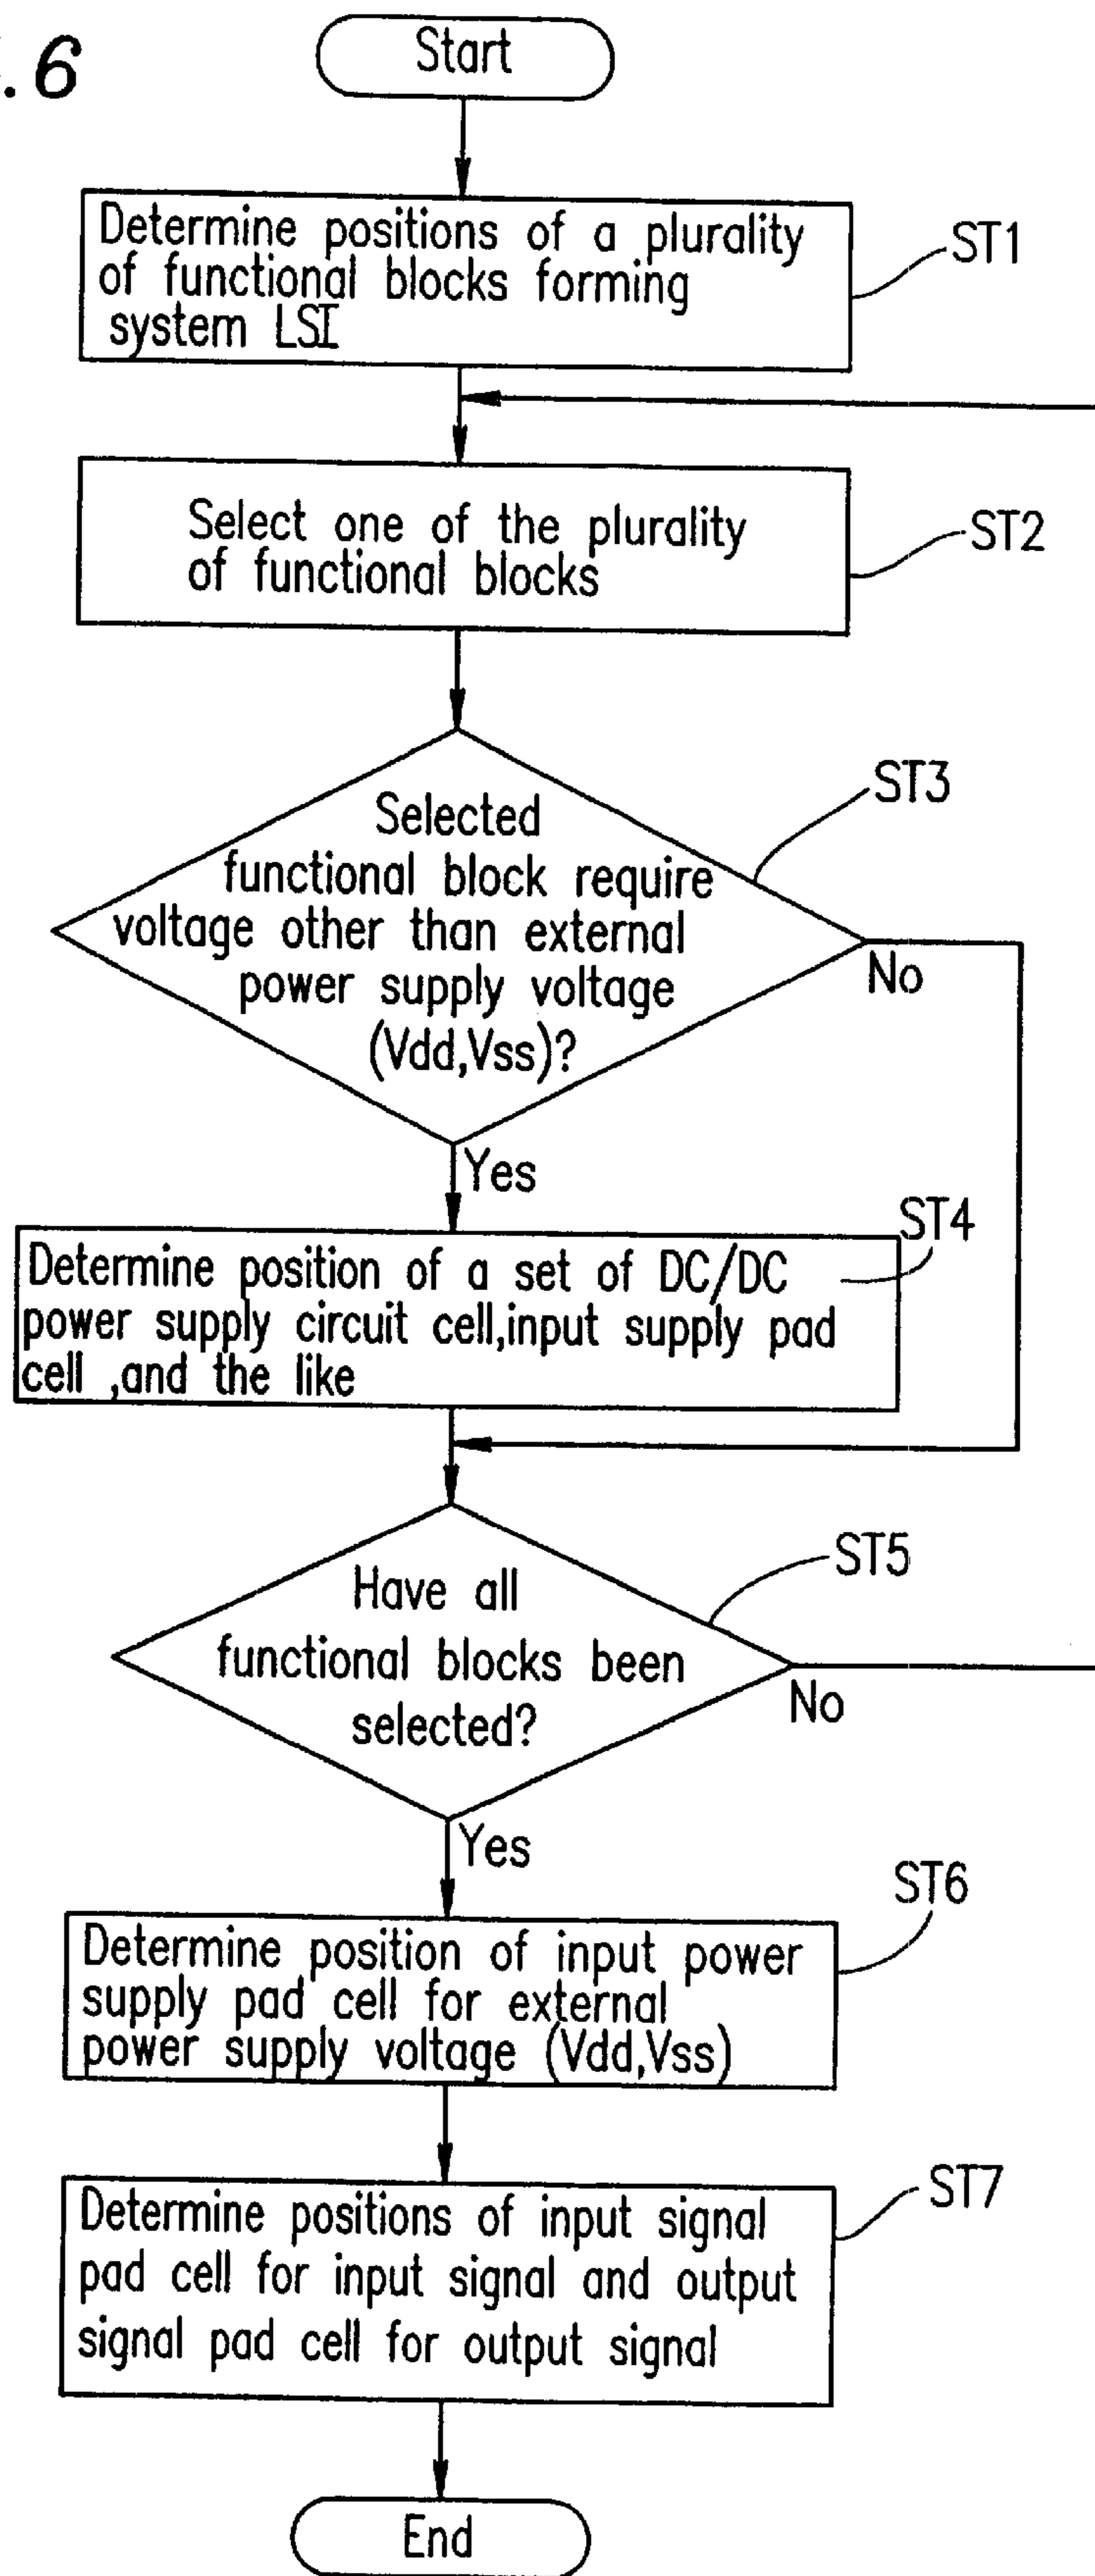 . 6
Start
Determine positions of a plurality
of functional blocks forming
system LSI
ST1
Select one of the plurality
of functional blocks
ST2
Selected
functional block require
voltage other than external
power supply voltage
(Vdd,Vss)?
ST3
No
Yes
Determine position of a set of DC/DC
power supply circuit cell,input supply pad
cell ,and the like
ST4
Have all
functional blocks been
selected?
ST5
No
Yes
Determine position of input power
supply pad cell for external
power supply voltage (Vdd,Vss)
ST6
Determine positions of input signal
pad cell for input signal and output
signal pad cell for output signal
ST7
End